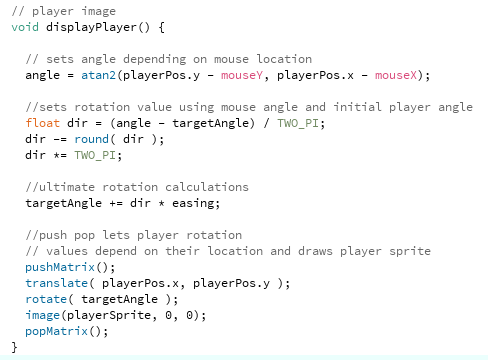 // player image
void displayPlayer() {
// sets angle depending on mouse location
angle = atan2(playerPos.y – mouseY, playerPos.x – mouseX);
//sets rotation value using mouse angle and initial player angle
float dir = (angle – targetAngle) / TWO_PI;
dir -= round( dir );
dir *= TWO_PI;
//ultimate rotation calculations
targetAngle += dir * easing;
//push pop lets player rotation
// values depend on their location and draws player sprite
pushMatrix();
translate( playerPos.x, playerPos.y );
rotate( targetAngle );
image(playerSprite, 0, 0);
popMatrix();
}